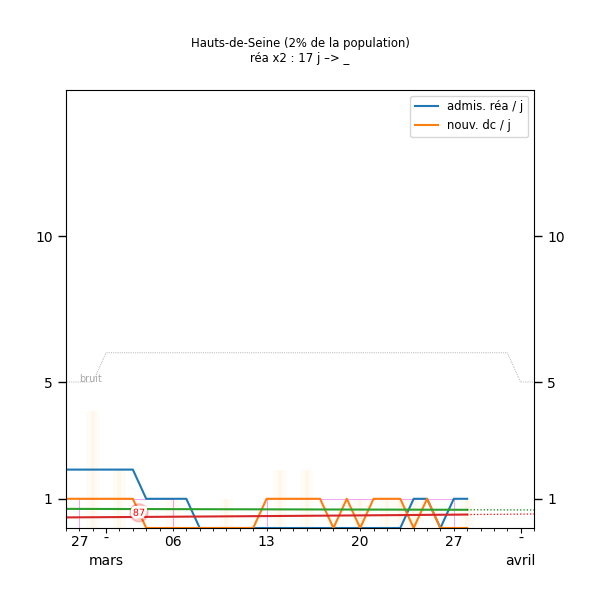 Hauts-de-Seine (2% de la population)
réa x2 : 17 j –> _
admis. réa / j
nouv. dc / j
10
10
bruit
5
5
87
1
1
27
-
06
13
20
27
-
mars
avril